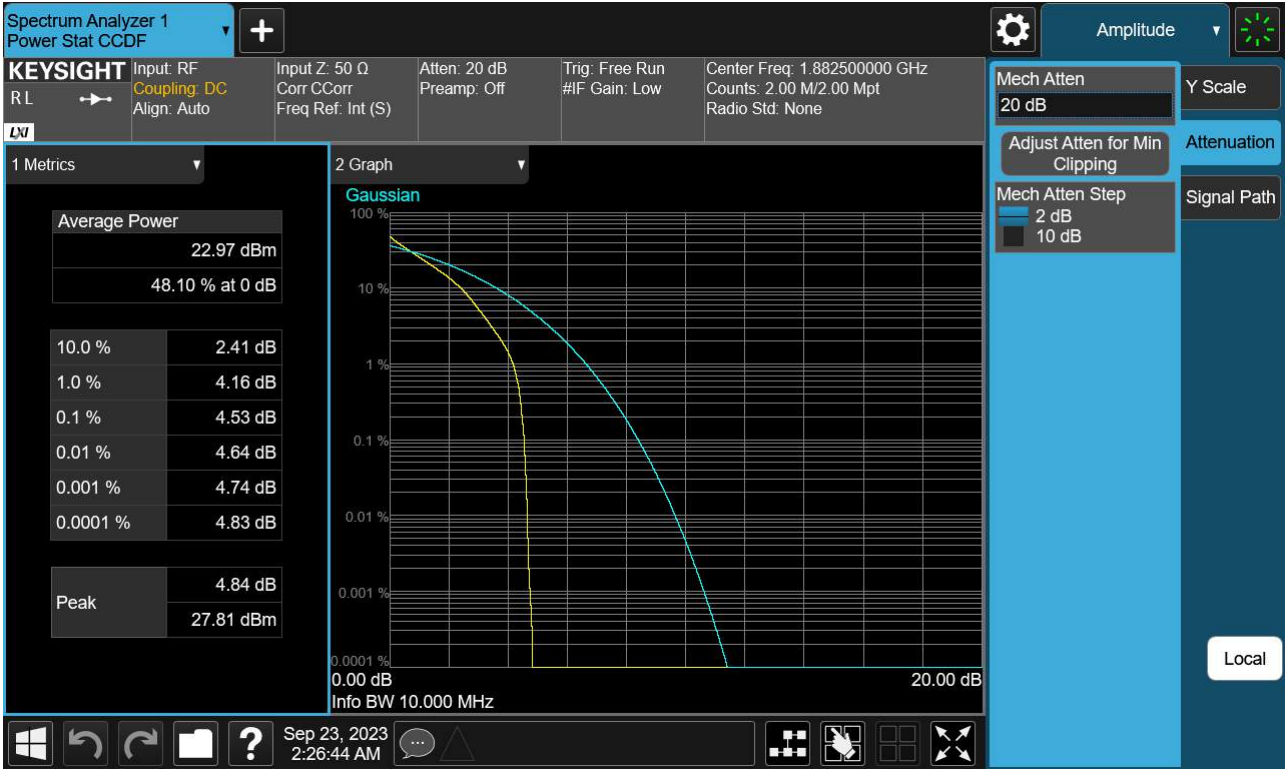 Spectrum Analyzer 1
Power Stat CCDF
+
Amplitude
KEYSIGHT
RL
LXI
Input: RF
Coupling: DC
Align: Auto
Input Z: 50 Ω
Corr CCorr
Freq Ref: Int (S)
Atten: 20 dB
Preamp: Off
Trig: Free Run
#IF Gain: Low
Center Freq: 1.882500000 GHz
Counts: 2.00 M/2.00 Mpt
Radio Std: None
Mech Atten
20 dB
Adjust Atten for Min
Clipping
Mech Atten Step
2 dB
10 dB
Y Scale
Attenuation
Signal Path
Local
1 Metrics
Average Power
22.97 dBm
48.10 % at 0 dB
10.0 % 2.41 dB
1.0 % 4.16 dB
0.1 % 4.53 dB
0.01 % 4.64 dB
0.001 % 4.74 dB
0.0001 % 4.83 dB
Peak
4.84 dB
27.81 dBm
2 Graph
Gaussian
100 %
10 %
1 %
0.1 %
0.01 %
0.001 %
0.0001 %
0.00 dB 20.00 dB
Info BW 10.000 MHz
?
Sep 23, 2023
2:26:44 AM